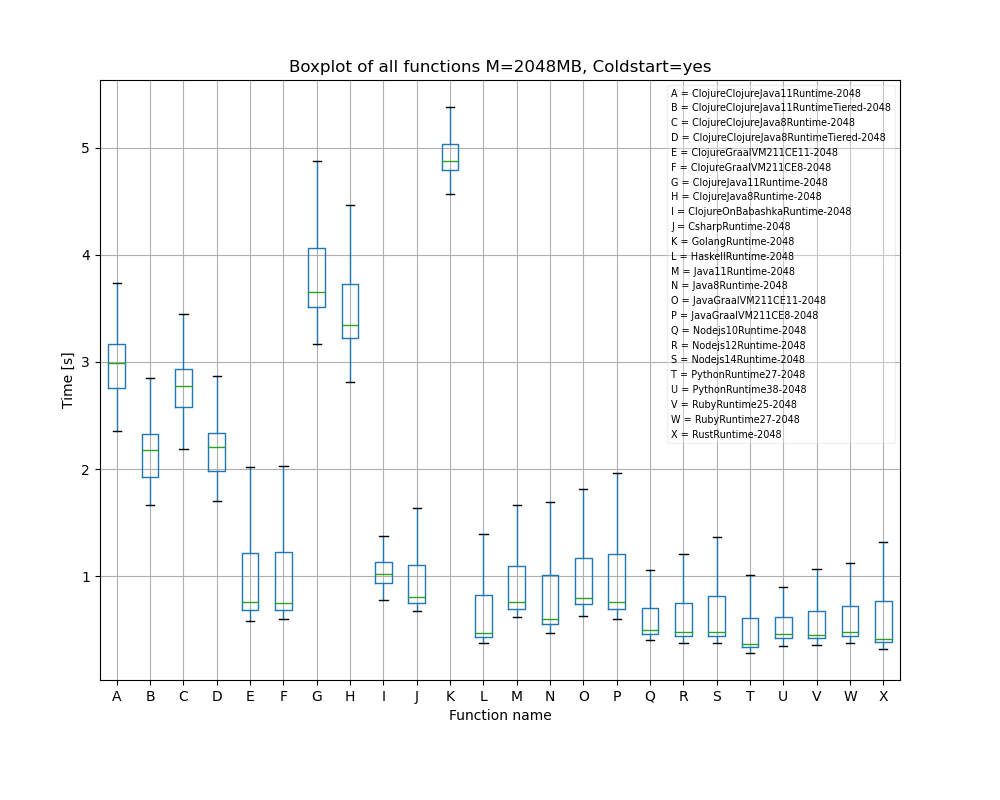 Boxplot of all functions M=2048MB, Coldstart=yes
A = ClojureClojureJava11Runtime-2048
B = ClojureClojureJava11RuntimeTiered-2048
C = ClojureClojureJava8Runtime-2048
D = ClojureClojureJava8RuntimeTiered-2048
E = ClojureGraalVM211CE11-2048
F = ClojureGraalVM211CE8-2048
G = ClojureJava11Runtime-2048
H = ClojureJava8Runtime-2048
I = ClojureOnBabashkaRuntime-2048
J = CsharpRuntime-2048
K = GolangRuntime-2048
L = HaskellRuntime-2048
M = Java11Runtime-2048
N = Java8Runtime-2048
O = JavaGraalVM211CE11-2048
P = JavaGraalVM211CE8-2048
Q = Nodejs10Runtime-2048
R = Nodejs12Runtime-2048
S = Nodejs14Runtime-2048
T = PythonRuntime27-2048
U = PythonRuntime38-2048
V = RubyRuntime25-2048
W = RubyRuntime27-2048
X = RustRuntime-2048
Time [s]
5
4
3
2
1
A B C D E F G H I J K L M N O P Q R S T U V W X
Function name